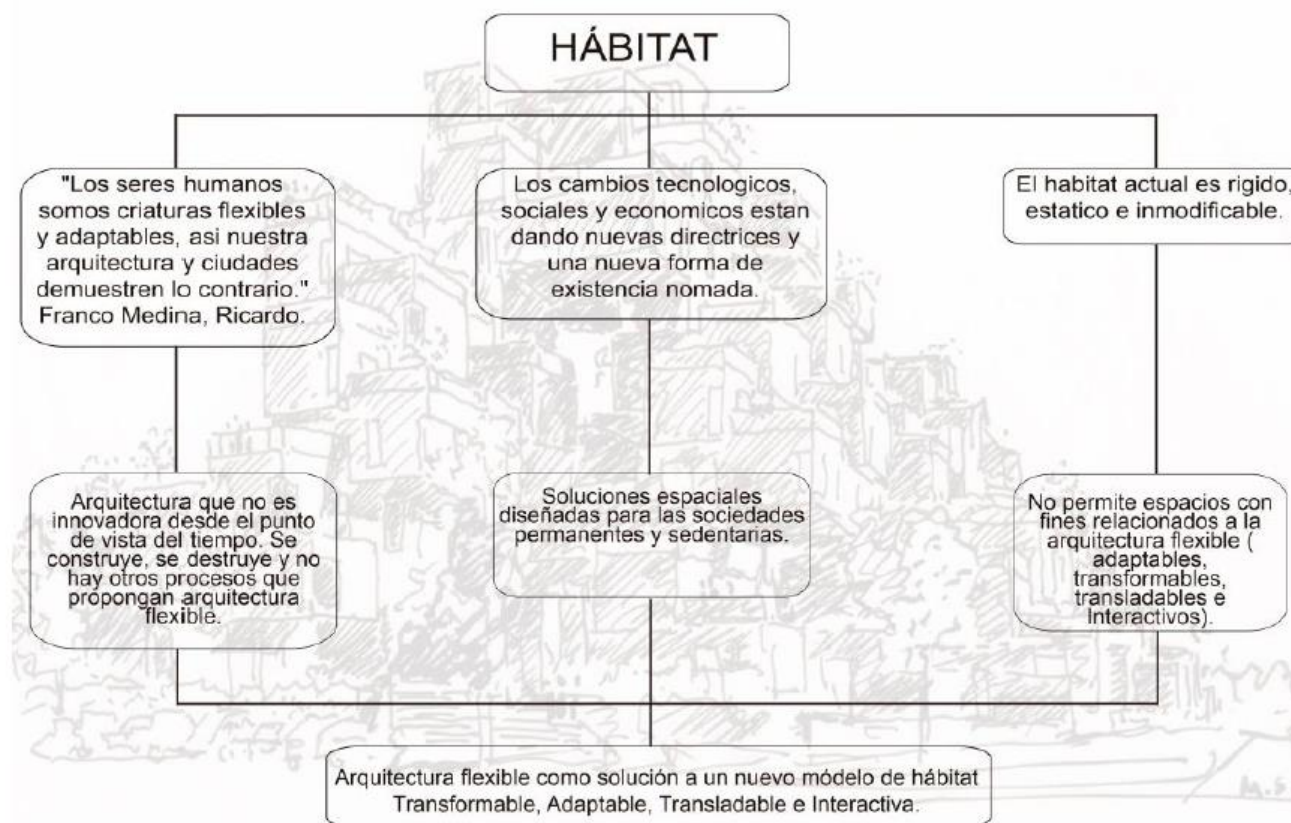 HÁBITAT
"Los seres humanos
somos criaturas flexibles
y adaptables, asi nuestra
arquitectura y ciudades
demuestren lo contrario."
Franco Medina, Ricardo.
Los cambios tecnologicos,
sociales y economicos estan
dando nuevas directrices y
una nueva forma de
existencia nomada.
El habitat actual es rigido,
estatico e inmodificable.
Arquitectura que no es
innovadora desde el punto
de vista del tiempo. Se
construye, se destruye y no
hay otros procesos que
propongan arquitectura
flexible.
Soluciones espaciales
diseñadas para las sociedades
permanentes y sedentarias.
No permite espacios con
fines relacionados a la
arquitectura flexible (
adaptables,
transformables,
transladables e
Interactivos).
Arquitectura flexible como solución a un nuevo módelo de hábitat
Transformable, Adaptable, Transladable e Interactiva.
M.S